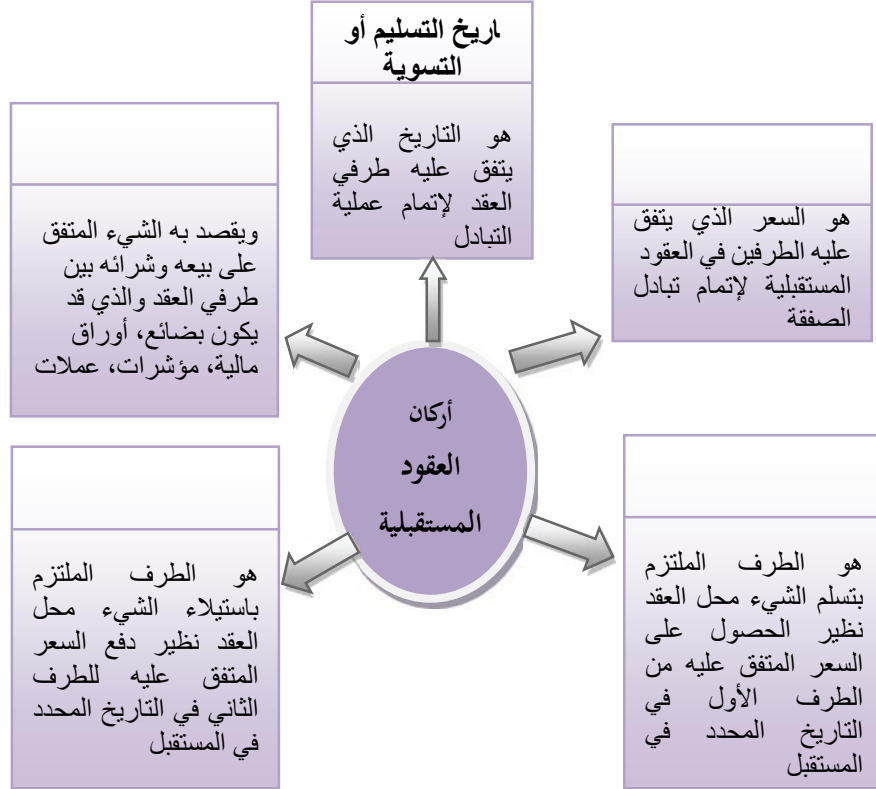 اريخ التسليم أو
التسوية
هو التاريخ الذي
يتفق عليه طرفي
العقد لإتمام عملية
التبادل
هو السعر الذي يتفق
عليه الطرفين في العقود
المستقبلية لإتمام تبادل
الصفقة
ويقصد به الشيء المتفق
على بيعه وشرائه بين
طرفي العقد والذي قد
يكون بضائع، أوراق
مالية، مؤشرات، عملات
أركان
العقود
المستقبلية
هو الطرف الملتزم
بتسلم الشيء محل العقد
نظير الحصول على
السعر المتفق عليه من
الطرف الأول في
التاريخ المحدد في
المستقبل
هو الطرف الملتزم
باستيلاء الشيء محل
العقد نظير دفع السعر
المتفق عليه للطرف
الثاني في التاريخ المحدد
في المستقبل